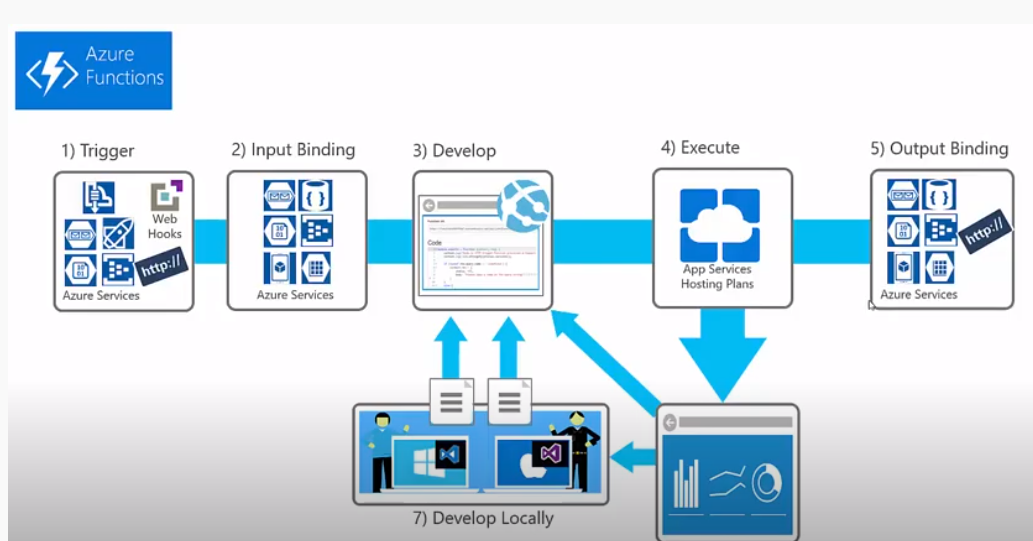 Azure
Functions
1) Trigger
2) Input Binding
3) Develop
4) Execute
5) Output Binding
Web
Hooks
http://
Azure Services
Azure Services
Code
App Services
Hosting Plans
http://
Azure Services
7) Develop Locally